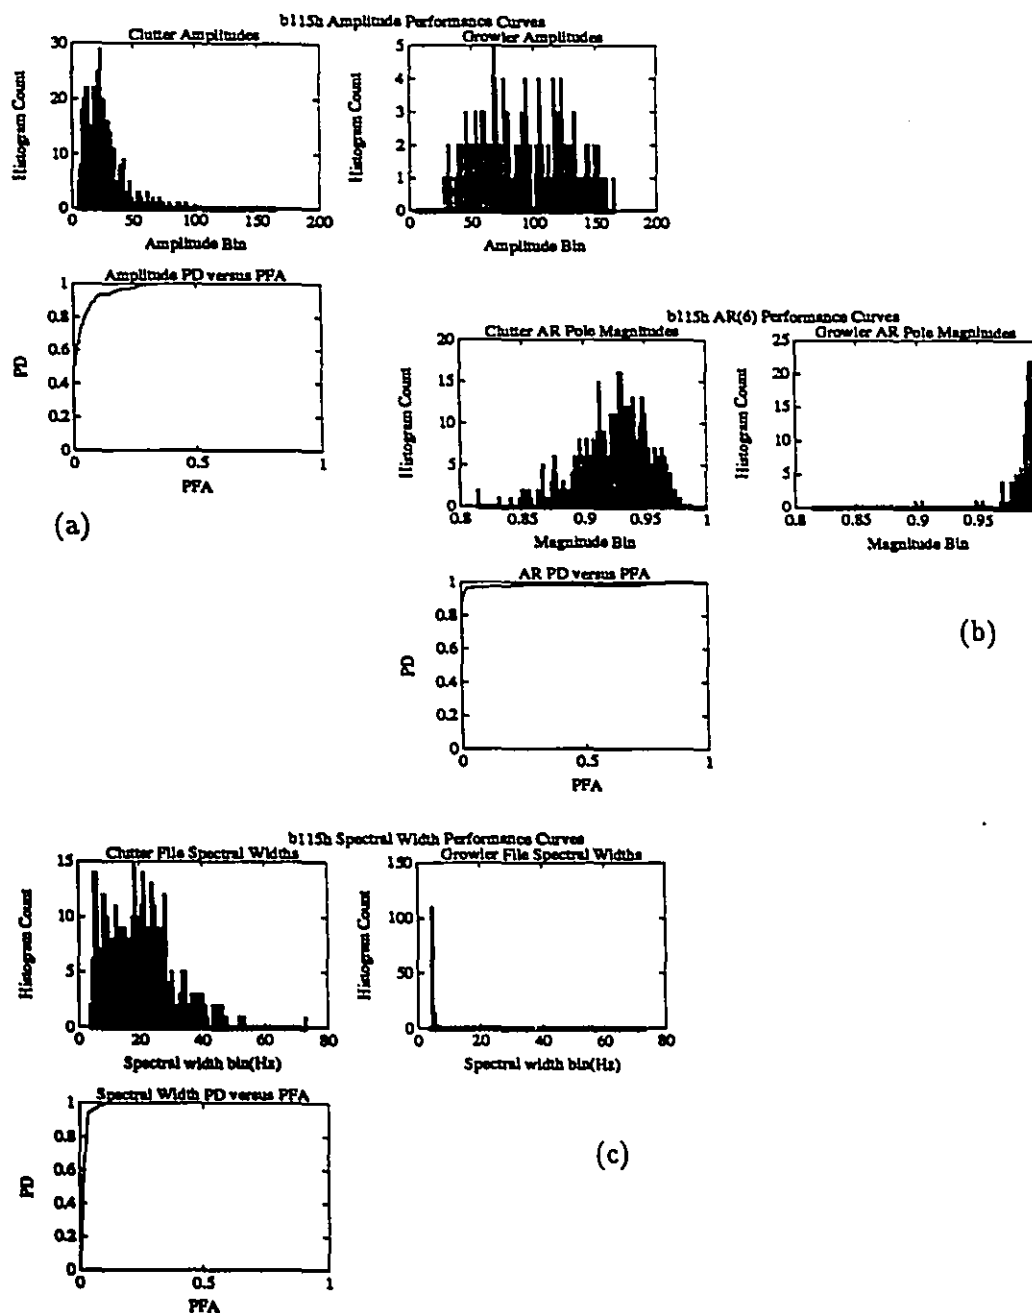 b115h Amplitude Performance Curves
Clutter Amplitudes
Growler Amplitudes
Histogram Count
30
20
10
0
0 50 100 150 200
Amplitude Bin
Histogram Count
5
4
3
2
1
0
0 50 100 150 200
Amplitude Bin
Amplitude PD versus PFA
PD
1
0.8
0.6
0.4
0.2
0
0 0.5 1
PFA
(a)
b115h AR(6) Performance Curves
Clutter AR Pole Magnitudes
Growler AR Pole Magnitudes
Histogram Count
20
15
10
5
0
0.8 0.85 0.9 0.95 1
Magnitude Bin
Histogram Count
25
20
15
10
5
0
0.8 0.85 0.9 0.95
Magnitude Bin
AR PD versus PFA
PD
1
0.8
0.6
0.4
0.2
0
0 0.5 1
PFA
(b)
b115h Spectral Width Performance Curves
Clutter File Spectral Widths
Growler File Spectral Widths
Histogram Count
15
10
5
0
0 20 40 60 80
Spectral width bin(Hz)
Histogram Count
150
100
50
0
0 20 40 60 80
Spectral width bin(Hz)
Spectral Width PD versus PFA
PD
1
0.8
0.6
0.4
0.2
0
0 0.5 1
PFA
(c)